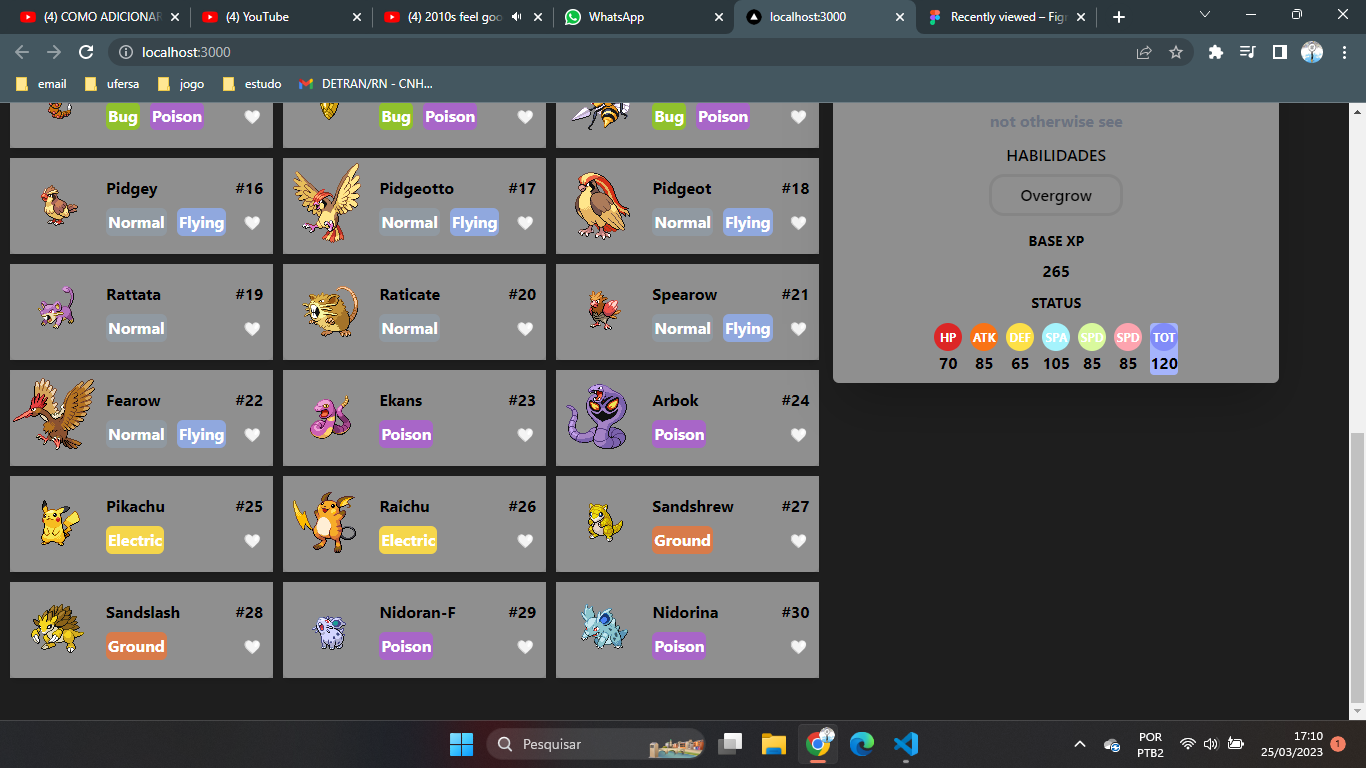 (4) COMO ADICIONAR
(4) YouTube
(4) 2010s feel goo
WhatsApp
localhost:3000
Recently viewed – Fig
localhost:3000
email
ufersa
jogo
estudo
DETRAN/RN - CNH...
Bug Poison
Bug Poison
Bug Poison
Pidgey #16
Normal Flying
Pidgeotto #17
Normal Flying
Pidgeot #18
Normal Flying
Rattata #19
Normal
Raticate #20
Normal
Spearow #21
Normal Flying
Fearow #22
Normal Flying
Ekans #23
Poison
Arbok #24
Poison
Pikachu #25
Electric
Raichu #26
Electric
Sandshrew #27
Ground
Sandslash #28
Ground
Nidoran-F #29
Poison
Nidorina #30
Poison
not otherwise see
HABILIDADES
Overgrow
BASE XP
265
STATUS
HP ATK DEF SPA SPD SPD TOT
70 85 65 105 85 85 120
Pesquisar
POR
PTB2
17:10
25/03/2023
1